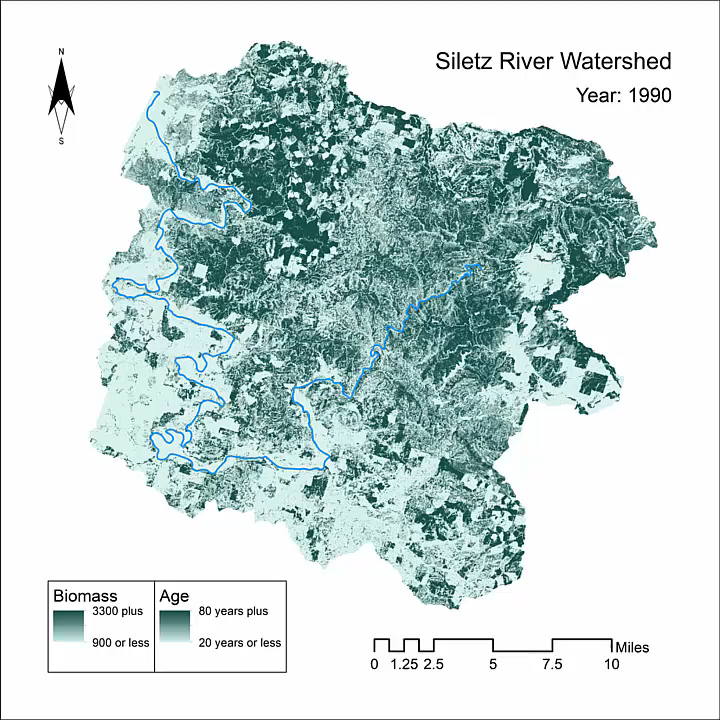 N
S
Siletz River Watershed
Year: 1990
Biomass
3300 plus
900 or less
Age
80 years plus
20 years or less
Miles
0 1.25 2.5 5 7.5 10